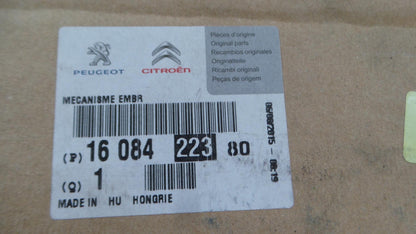 Pièces d'origine
Original parts
Recambios originales
Originalteile
Ricambi originali
Peças de origem
PEUGEOT CITROËN
MECANISME EMBR
(P) 16 084 223 80
(Q) 1
MADE IN HU HONGRIE
05/08/2015 - 08:19